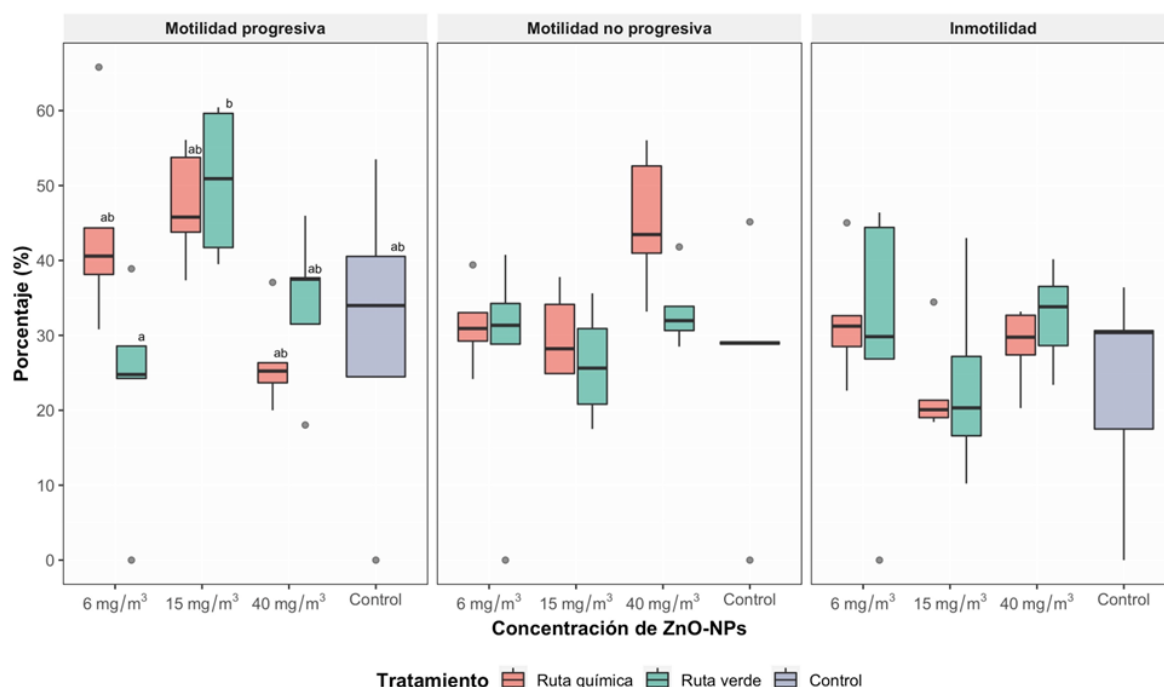 Motilidad progresiva
Motilidad no progresiva
Inmotilidad
Porcentaje (%)
60
50
40
30
20
10
0
ab
a
ab
b
ab
ab
ab
6 mg/m³
15 mg/m³
40 mg/m³
Control
6 mg/m³
15 mg/m³
40 mg/m³
Control
6 mg/m³
15 mg/m³
40 mg/m³
Control
Concentración de ZnO-NPs
Tratamiento Ruta química Ruta verde Control